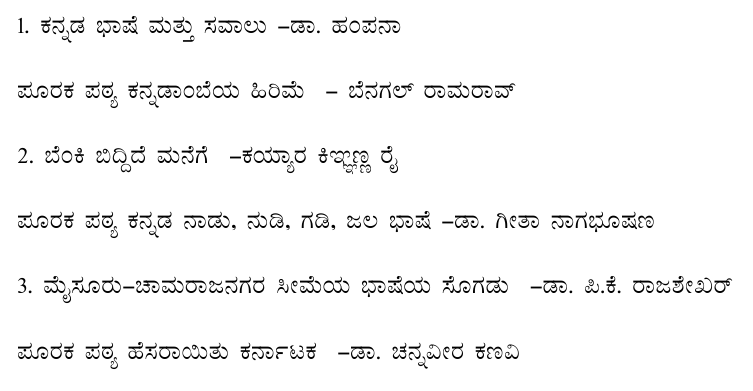 1. ಕನ್ನಡ ಭಾಷೆ ಮತ್ತು ಸವಾಲು –ಡಾ. ಹಂಪನಾ
ಪೂರಕ ಪಠ್ಯ ಕನ್ನಡಾಂಬೆಯ ಹಿರಿಮೆ – ಬೆನಗಲ್ ರಾಮರಾವ್
2. ಬೆಂಕಿ ಬಿದ್ದಿದೆ ಮನೆಗೆ –ಕಯ್ಯಾರ ಕಿಞ್ಞಣ್ಣ ರೈ
ಪೂರಕ ಪಠ್ಯ ಕನ್ನಡ ನಾಡು, ನುಡಿ, ಗಡಿ, ಜಲ ಭಾಷೆ –ಡಾ. ಗೀತಾ ನಾಗಭೂಷಣ
3. ಮೈಸೂರು–ಚಾಮರಾಜನಗರ ಸೀಮೆಯ ಭಾಷೆಯ ಸೊಗಡು –ಡಾ. ಪಿ.ಕೆ. ರಾಜಶೇಖರ್
ಪೂರಕ ಪಠ್ಯ ಹೆಸರಾಯಿತು ಕರ್ನಾಟಕ –ಡಾ. ಚನ್ನವೀರ ಕಣವಿ